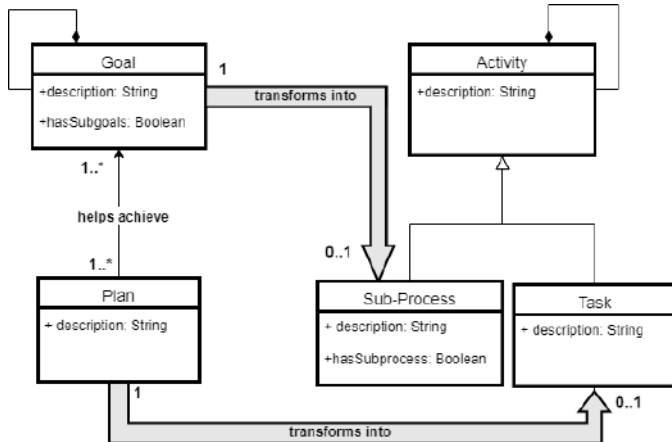 Goal
+description: String
+hasSubgoals: Boolean
1
transforms into
Activity
+description: String
1..*
helps achieve
1..*
0..1
Plan
+ description: String
Sub-Process
+ description: String
+hasSubprocess: Boolean
Task
+ description: String
1
transforms into
0..1